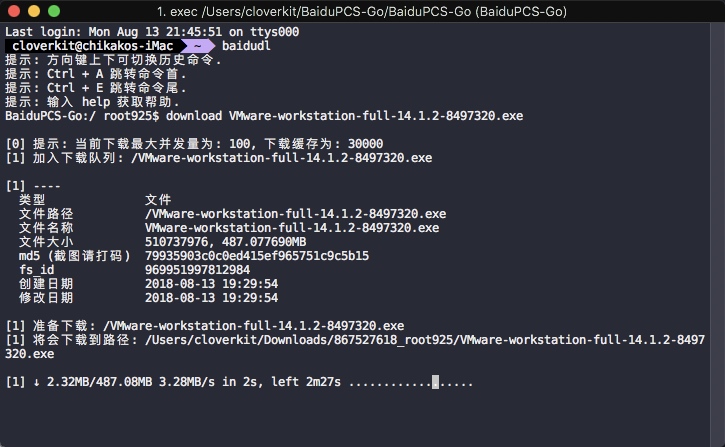 1. exec /Users/cloverkit/BaiduPCS-Go/BaiduPCS-Go (BaiduPCS-Go)
Last login: Mon Aug 13 21:45:51 on ttys000
cloverkit@chikakos-iMac ~ baidudl
提示: 方向键上下可切换历史命令.
提示: Ctrl + A 跳转命令首.
提示: Ctrl + E 跳转命令尾.
提示: 输入 help 获取帮助.
BaiduPCS-Go:/ root925$ download VMware-workstation-full-14.1.2-8497320.exe
[0] 提示: 当前下载最大并发量为: 100, 下载缓存为: 30000
[1] 加入下载队列: /VMware-workstation-full-14.1.2-8497320.exe
[1] ----
类型 文件
文件路径 /VMware-workstation-full-14.1.2-8497320.exe
文件名称 VMware-workstation-full-14.1.2-8497320.exe
文件大小 510737976, 487.077690MB
md5 (截图请打码) 79935903c0c0ed415ef965751c9c5b15
fs_id 969951997812984
创建日期 2018-08-13 19:29:54
修改日期 2018-08-13 19:29:54
[1] 准备下载: /VMware-workstation-full-14.1.2-8497320.exe
[1] 将会下载到路径: /Users/cloverkit/Downloads/867527618_root925/VMware-workstation-full-14.1.2-8497
320.exe
[1] ↓ 2.32MB/487.08MB 3.28MB/s in 2s, left 2m27s ..................